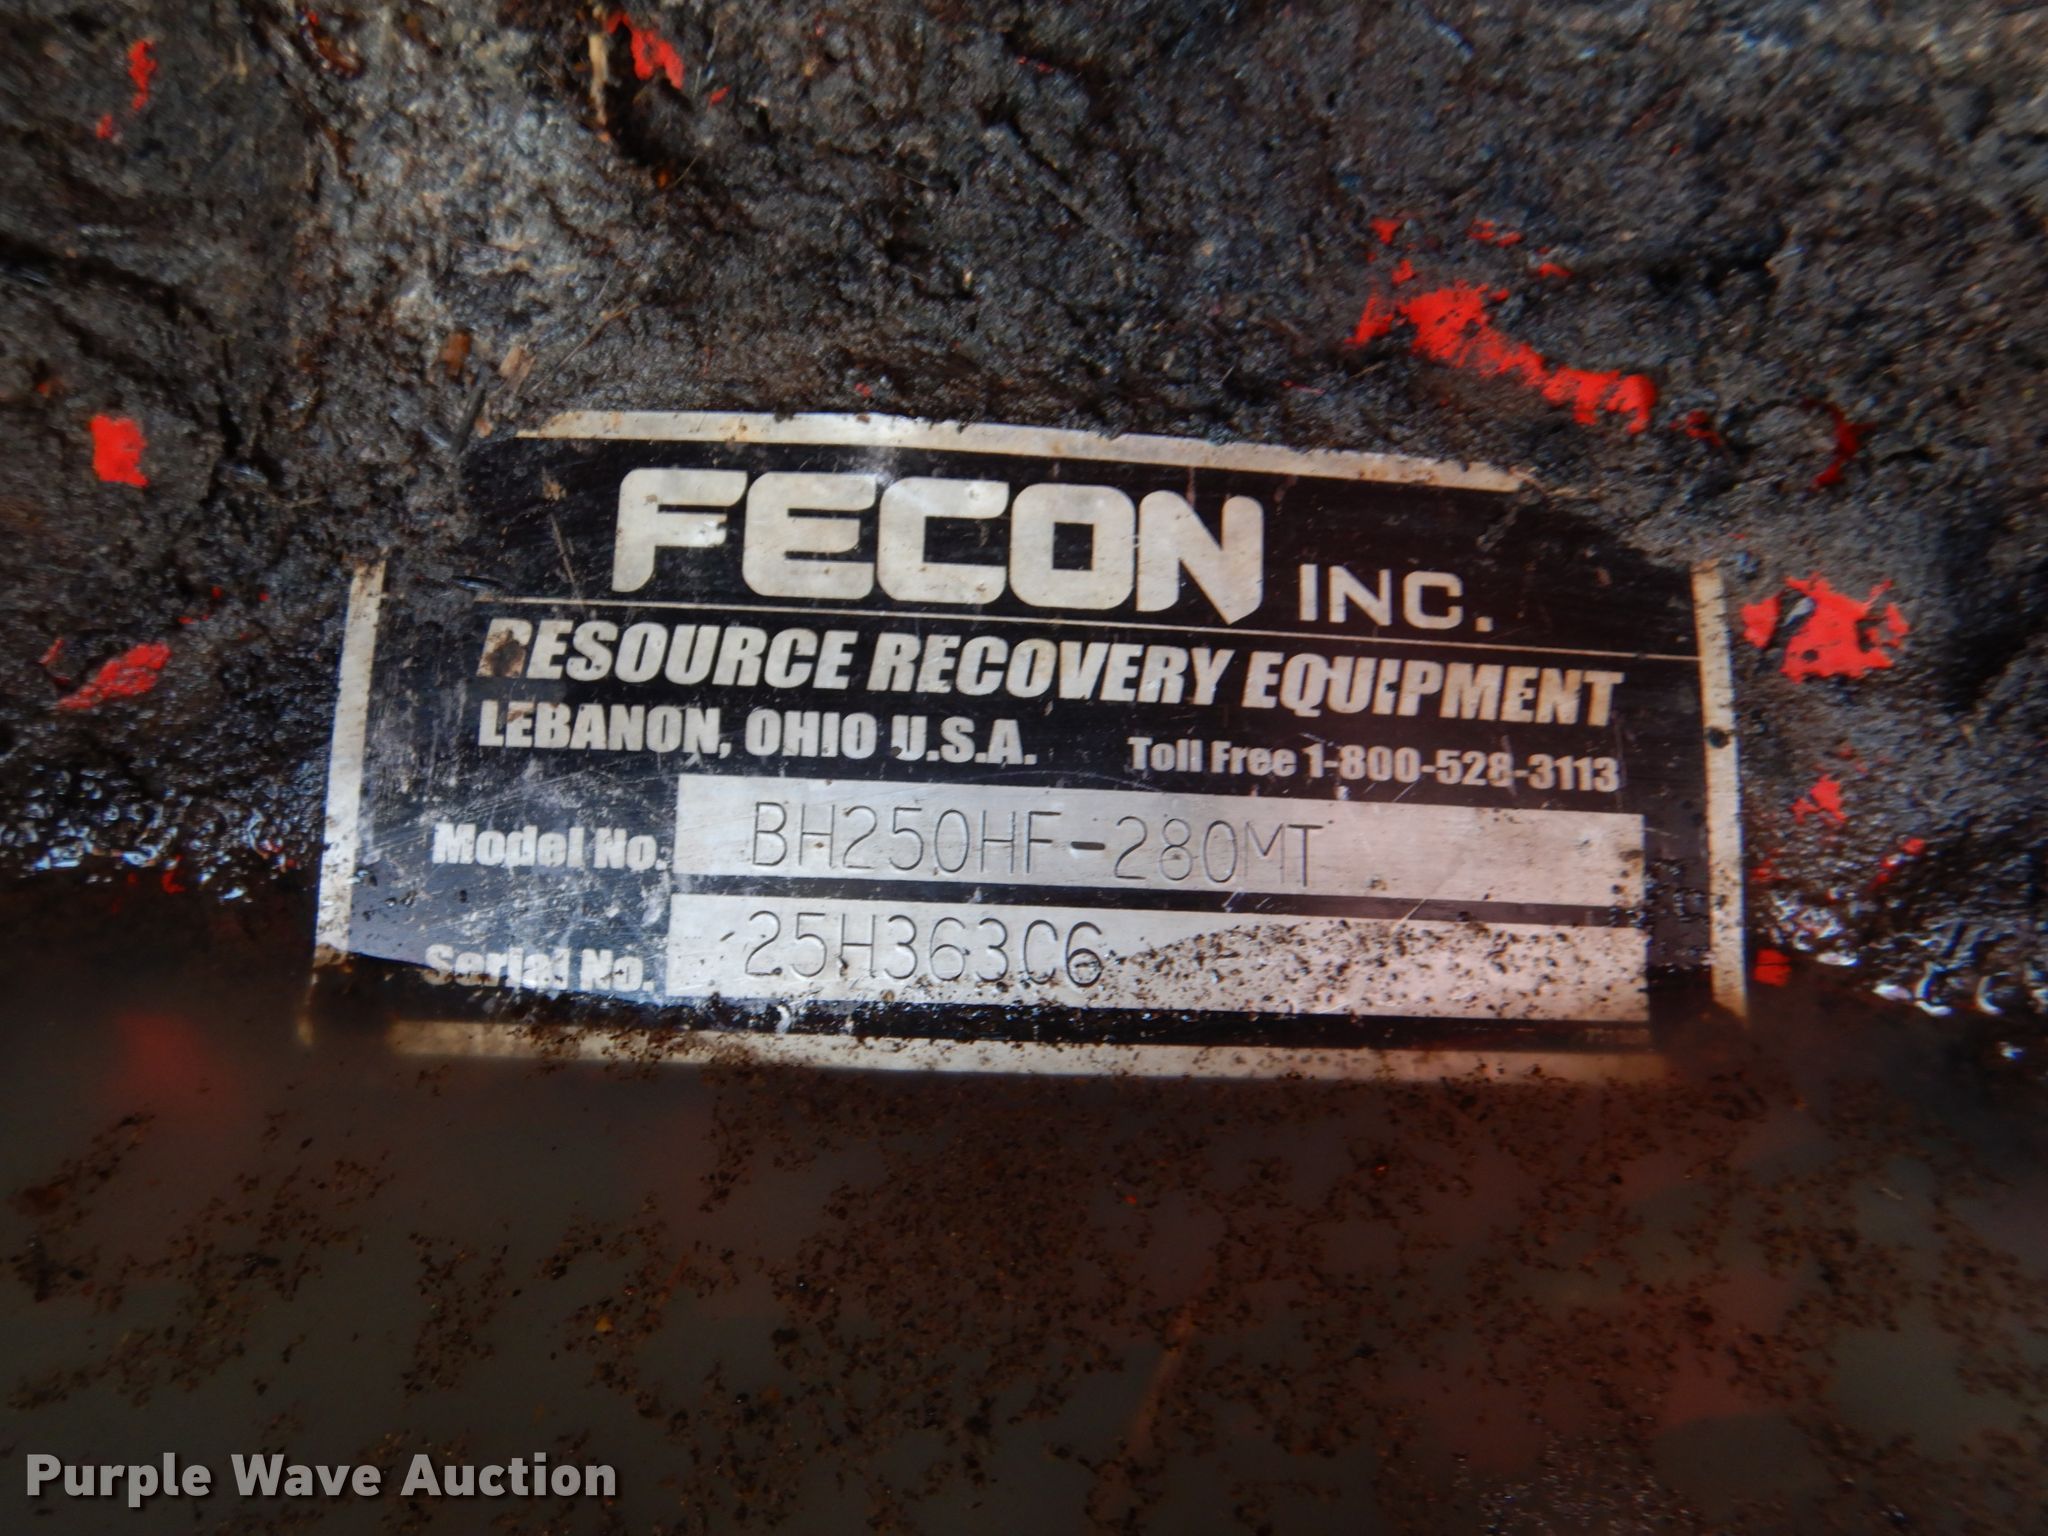 FECON INC.
RESOURCE RECOVERY EQUIPMENT
LEBANON, OHIO U.S.A. Toll Free 1-800-528-3113
Model No. BH250HF-280MT
Serial No. 25H363C6
Purple Wave Auction